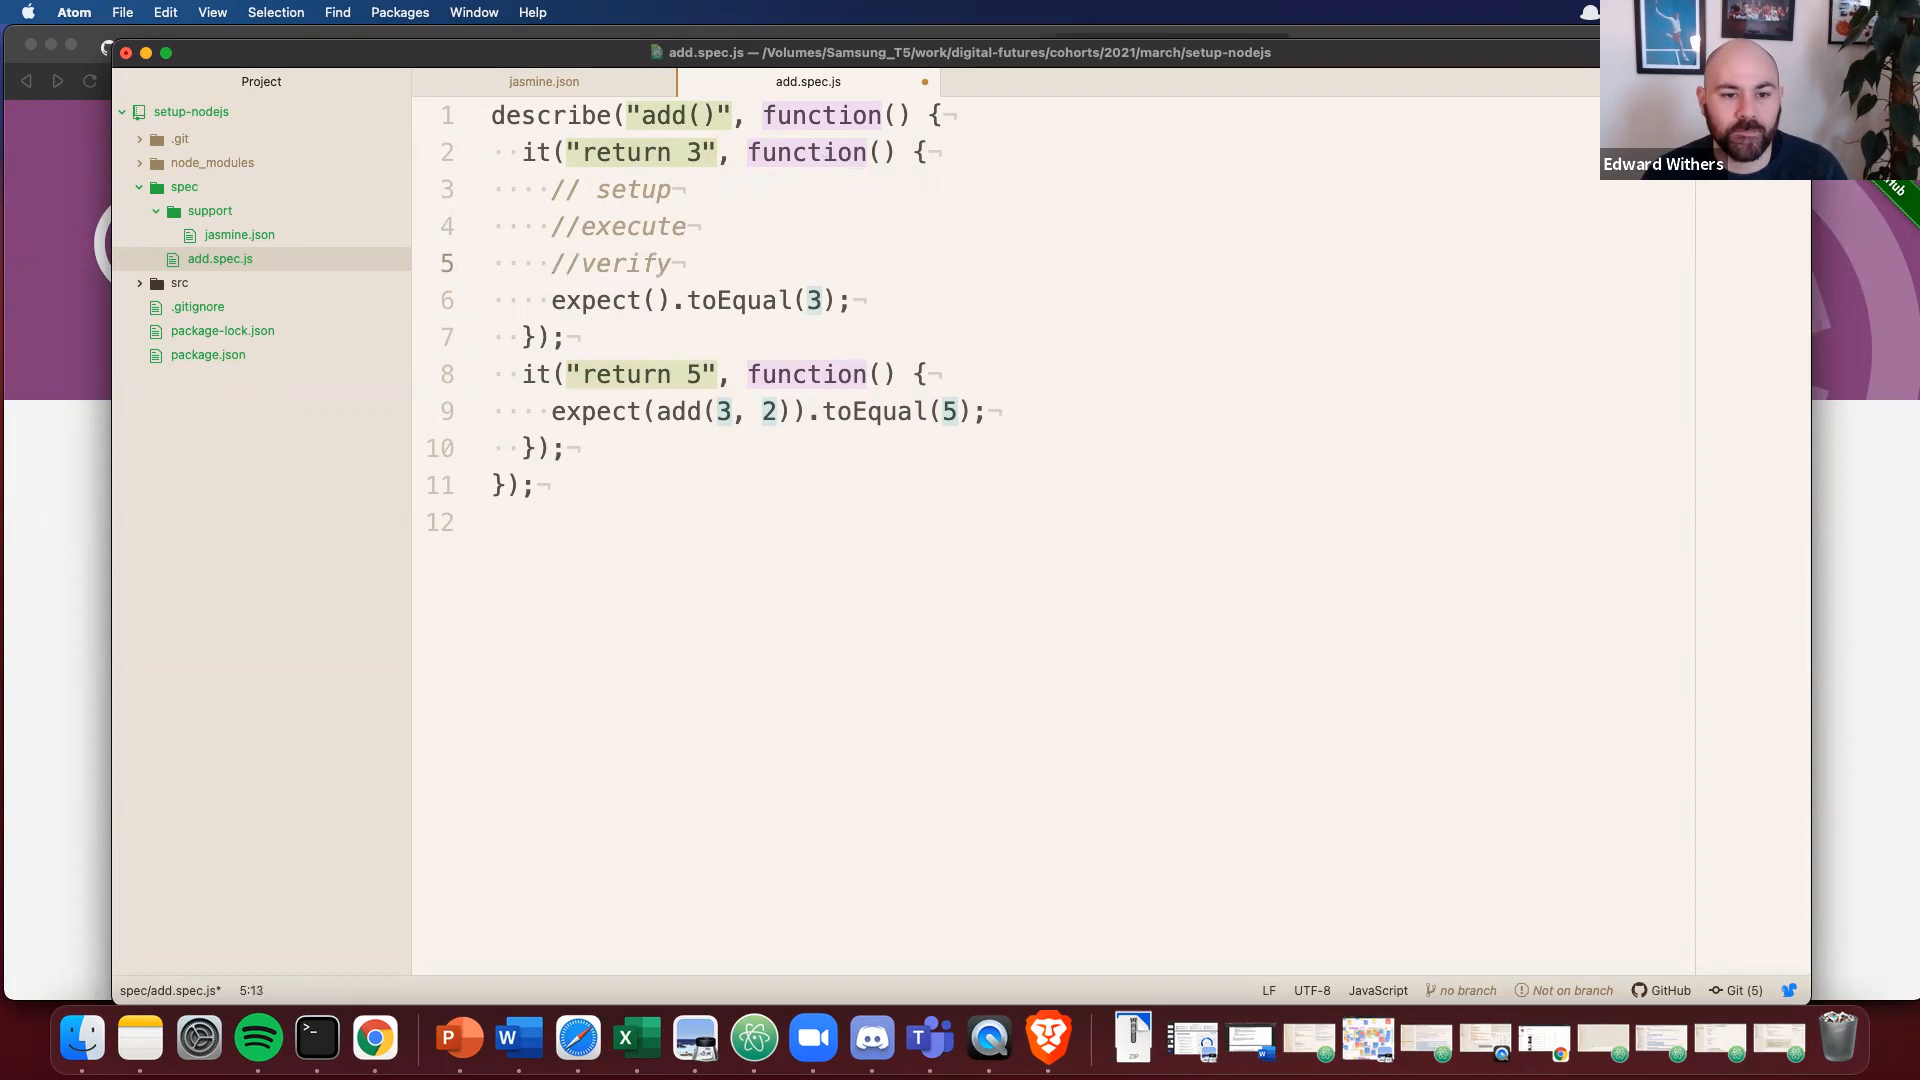 Atom File Edit View Selection Find Packages Window Help
add.spec.js — /Volumes/Samsung_T5/work/digital-futures/cohorts/2021/march/setup-nodejs
Project
jasmine.json
add.spec.js
setup-nodejs
.git
node_modules
spec
support
jasmine.json
add.spec.js
src
.gitignore
package-lock.json
package.json
1 describe("add()", function() {¬
2 ··it("return 3", function() {¬
3 ····// setup¬
4 ····//execute¬
5 ····//verify¬
6 ····expect().toEqual(3);¬
7 ··});¬
8 ··it("return 5", function() {¬
9 ····expect(add(3, 2)).toEqual(5);¬
10 ··});¬
11 });¬
12
Edward Withers
Hub
spec/add.spec.js* 5:13
LF UTF-8 JavaScript no branch Not on branch GitHub Git (5)
ZIP